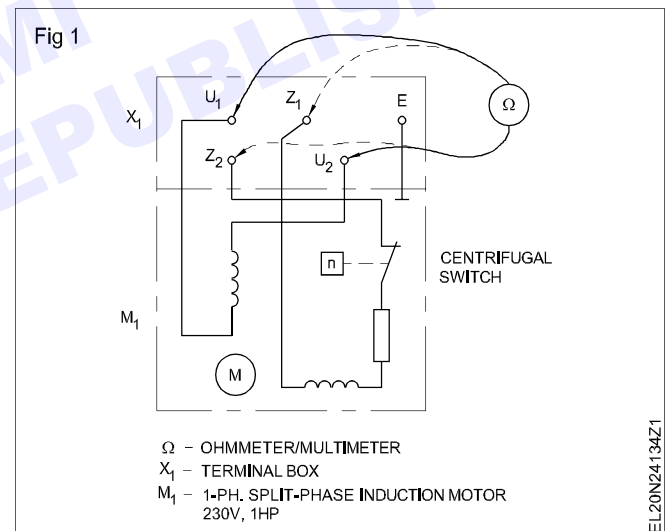 Fig 1
U1
Z1
E
Ω
X1
Z2
U2
n
CENTRIFUGAL
SWITCH
M1
M
Ω – OHMMETER/MULTIMETER
X1 – TERMINAL BOX
M1 – 1-PH. SPLIT-PHASE INDUCTION MOTOR
230V, 1HP
EL20N24134Z1